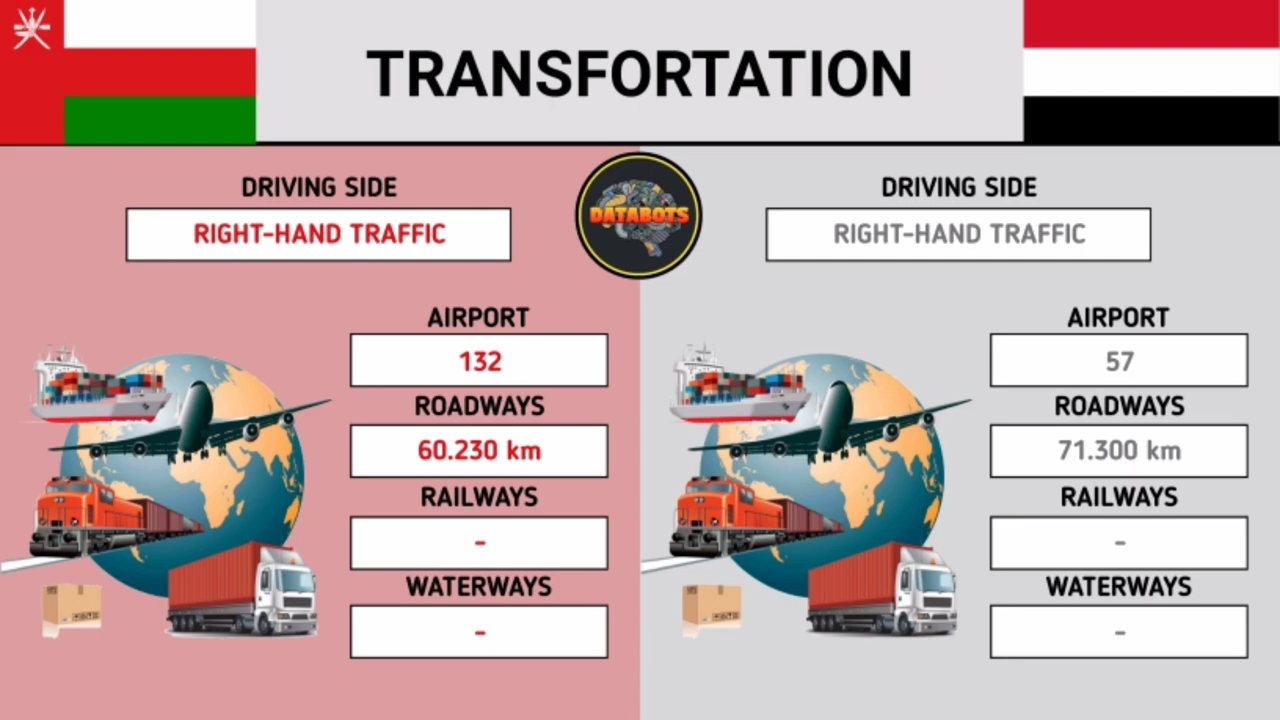 TRANSFORTATION
DATABOTS
DRIVING SIDE
RIGHT-HAND TRAFFIC
AIRPORT
132
ROADWAYS
60.230 km
RAILWAYS
-
WATERWAYS
-
DRIVING SIDE
RIGHT-HAND TRAFFIC
AIRPORT
57
ROADWAYS
71.300 km
RAILWAYS
-
WATERWAYS
-